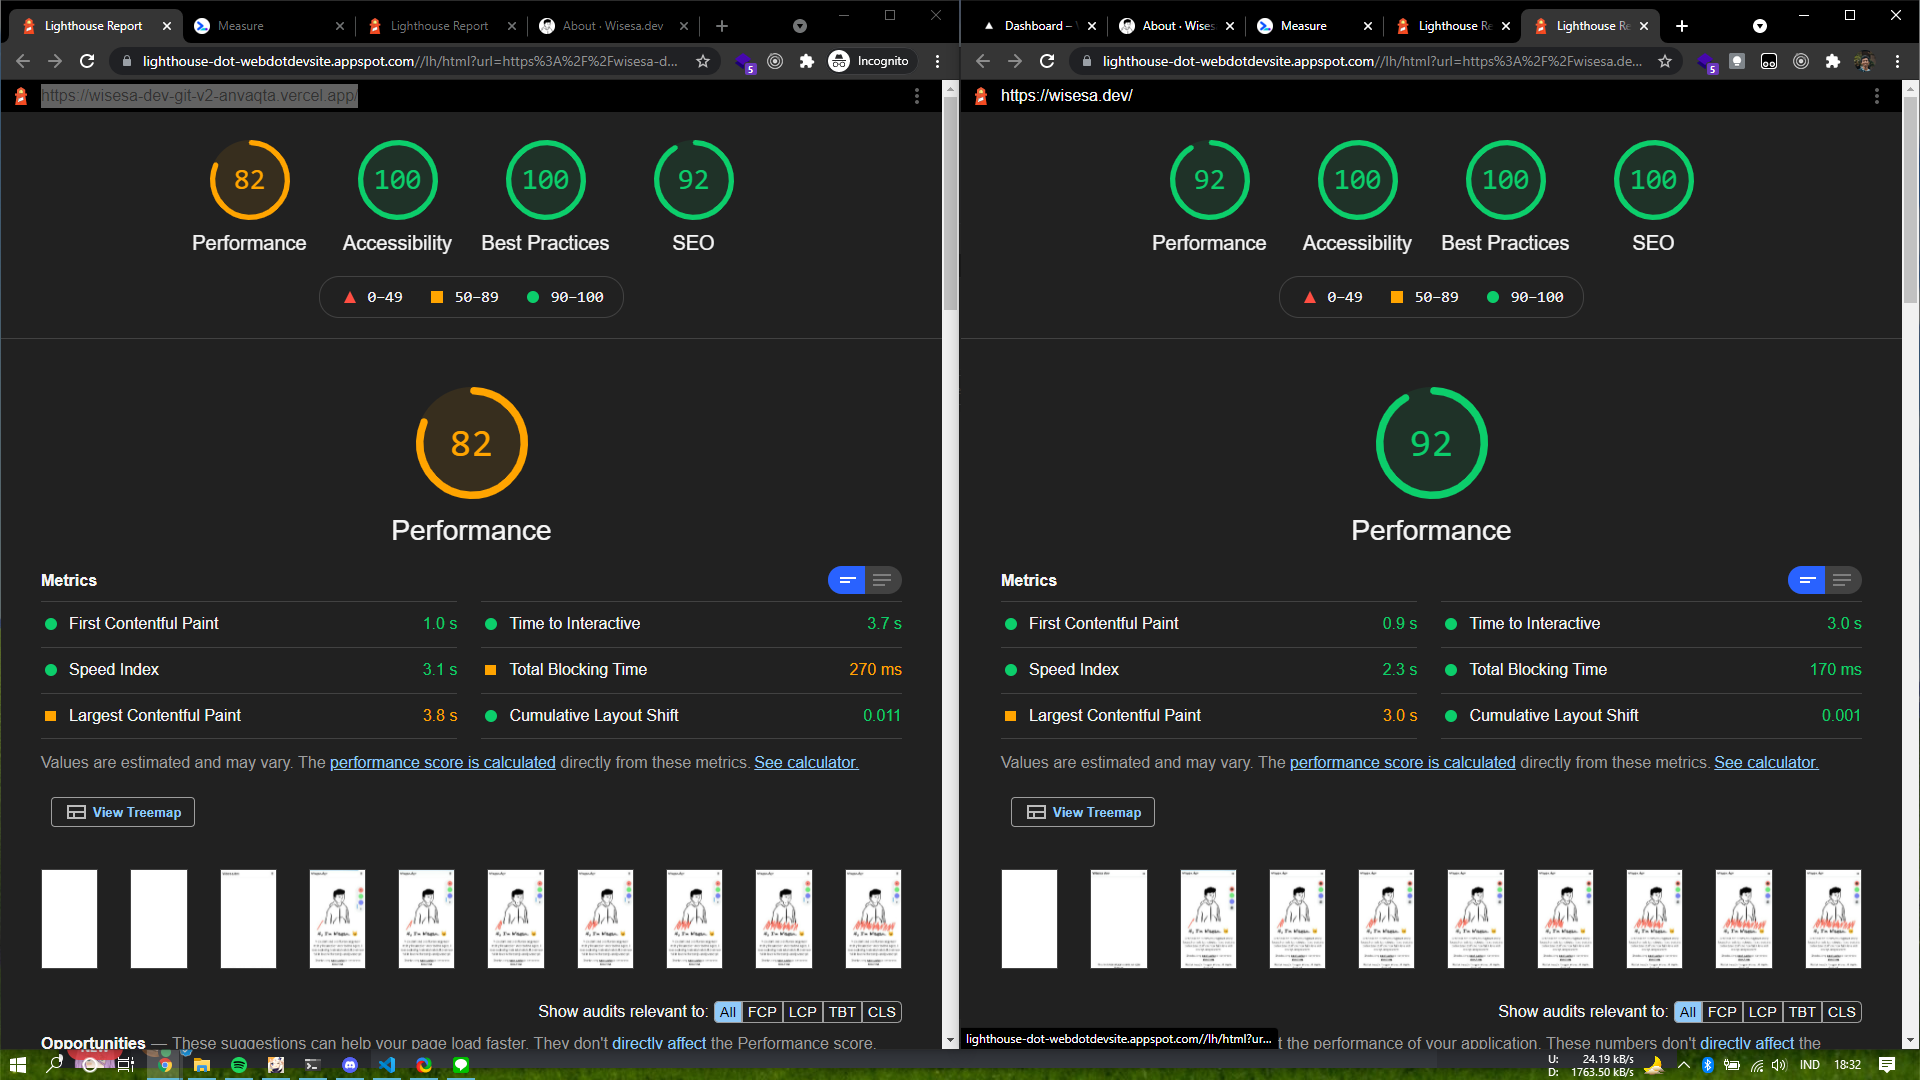 Lighthouse Report
Measure
Lighthouse Report
About · Wisesa.dev
lighthouse-dot-webdotdevsite.appspot.com//lh/html?url=https%3A%2F%2Fwisesa-d...
5
Incognito
https://wisesa-dev-git-v2-anvaqta.vercel.app/
82
100
100
92
Performance
Accessibility
Best Practices
SEO
0–49
50–89
90–100
82
Performance
Metrics
First Contentful Paint
1.0 s
Time to Interactive
3.7 s
Speed Index
3.1 s
Total Blocking Time
270 ms
Largest Contentful Paint
3.8 s
Cumulative Layout Shift
0.011
Values are estimated and may vary. The performance score is calculated directly from these metrics. See calculator.
View Treemap
Show audits relevant to: All FCP LCP TBT CLS
Opportunities — These suggestions can help your page load faster. They don't directly affect the Performance score.
Dashboard –
About · Wises
Measure
Lighthouse Re
Lighthouse Re
lighthouse-dot-webdotdevsite.appspot.com//lh/html?url=https%3A%2F%2Fwisesa.de...
5
https://wisesa.dev/
92
100
100
100
Performance
Accessibility
Best Practices
SEO
0–49
50–89
90–100
92
Performance
Metrics
First Contentful Paint
0.9 s
Time to Interactive
3.0 s
Speed Index
2.3 s
Total Blocking Time
170 ms
Largest Contentful Paint
3.0 s
Cumulative Layout Shift
0.001
Values are estimated and may vary. The performance score is calculated directly from these metrics. See calculator.
View Treemap
Show audits relevant to: All FCP LCP TBT CLS
lighthouse-dot-webdotdevsite.appspot.com//lh/html?ur...
t the performance of your application. These numbers don't directly affect the
U: 24.19 kB/s
D: 1763.50 kB/s
IND
18:32